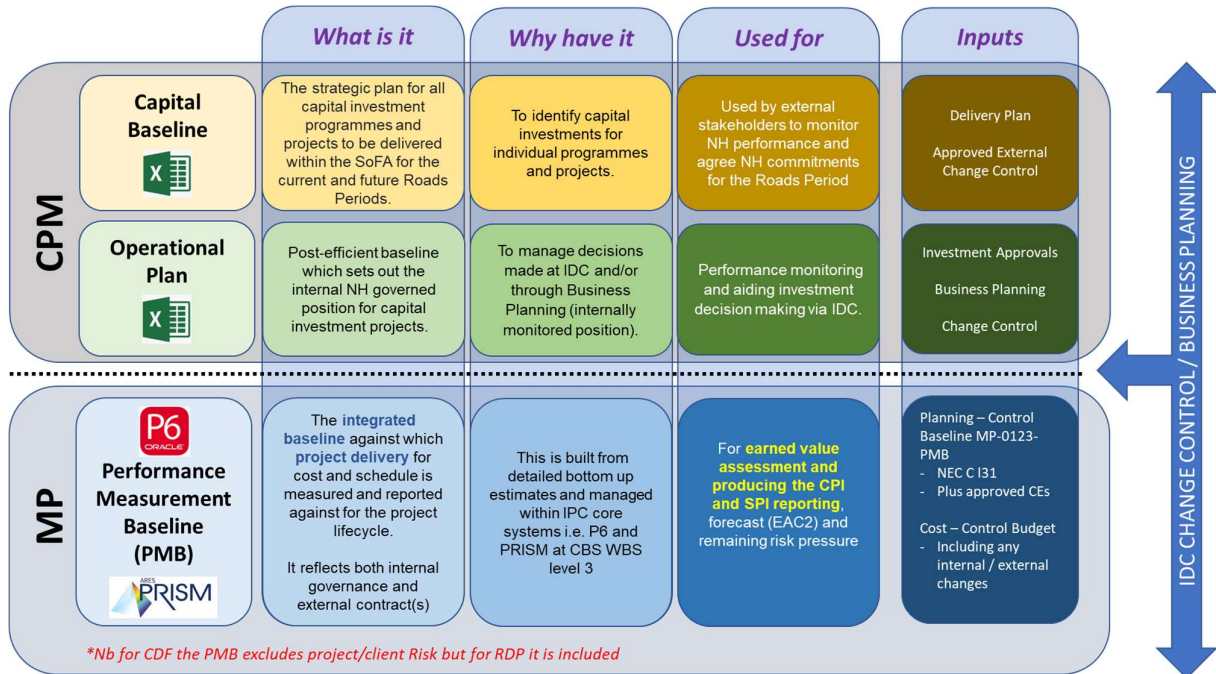 What is it
Why have it
Used for
Inputs
CPM
Capital
Baseline
X
The strategic plan for all
capital investment
programmes and
projects to be delivered
within the SoFA for the
current and future Roads
Periods.
To identify capital
investments for
individual programmes
and projects.
Used by external
stakeholders to monitor
NH performance and
agree NH commitments
for the Roads Period
Delivery Plan
Approved External
Change Control
Operational
Plan
X
Post-efficient baseline
which sets out the
internal NH governed
position for capital
investment projects.
To manage decisions
made at IDC and/or
through Business
Planning (internally
monitored position).
Performance monitoring
and aiding investment
decision making via IDC.
Investment Approvals
Business Planning
Change Control
MP
P6
ORACLE
Performance
Measurement
Baseline
(PMB)
ARES
PRISM
The integrated
baseline against which
project delivery for
cost and schedule is
measured and reported
against for the project
lifecycle.
It reflects both internal
governance and
external contract(s)
This is built from
detailed bottom up
estimates and managed
within IPC core
systems i.e. P6 and
PRISM at CBS WBS
level 3
For earned value
assessment and
producing the CPI
and SPI reporting,
forecast (EAC2) and
remaining risk pressure
Planning – Control
Baseline MP-0123-
PMB
- NEC C l31
- Plus approved CEs
Cost – Control Budget
- Including any
internal / external
changes
*Nb for CDF the PMB excludes project/client Risk but for RDP it is included
IDC CHANGE CONTROL / BUSINESS PLANNING